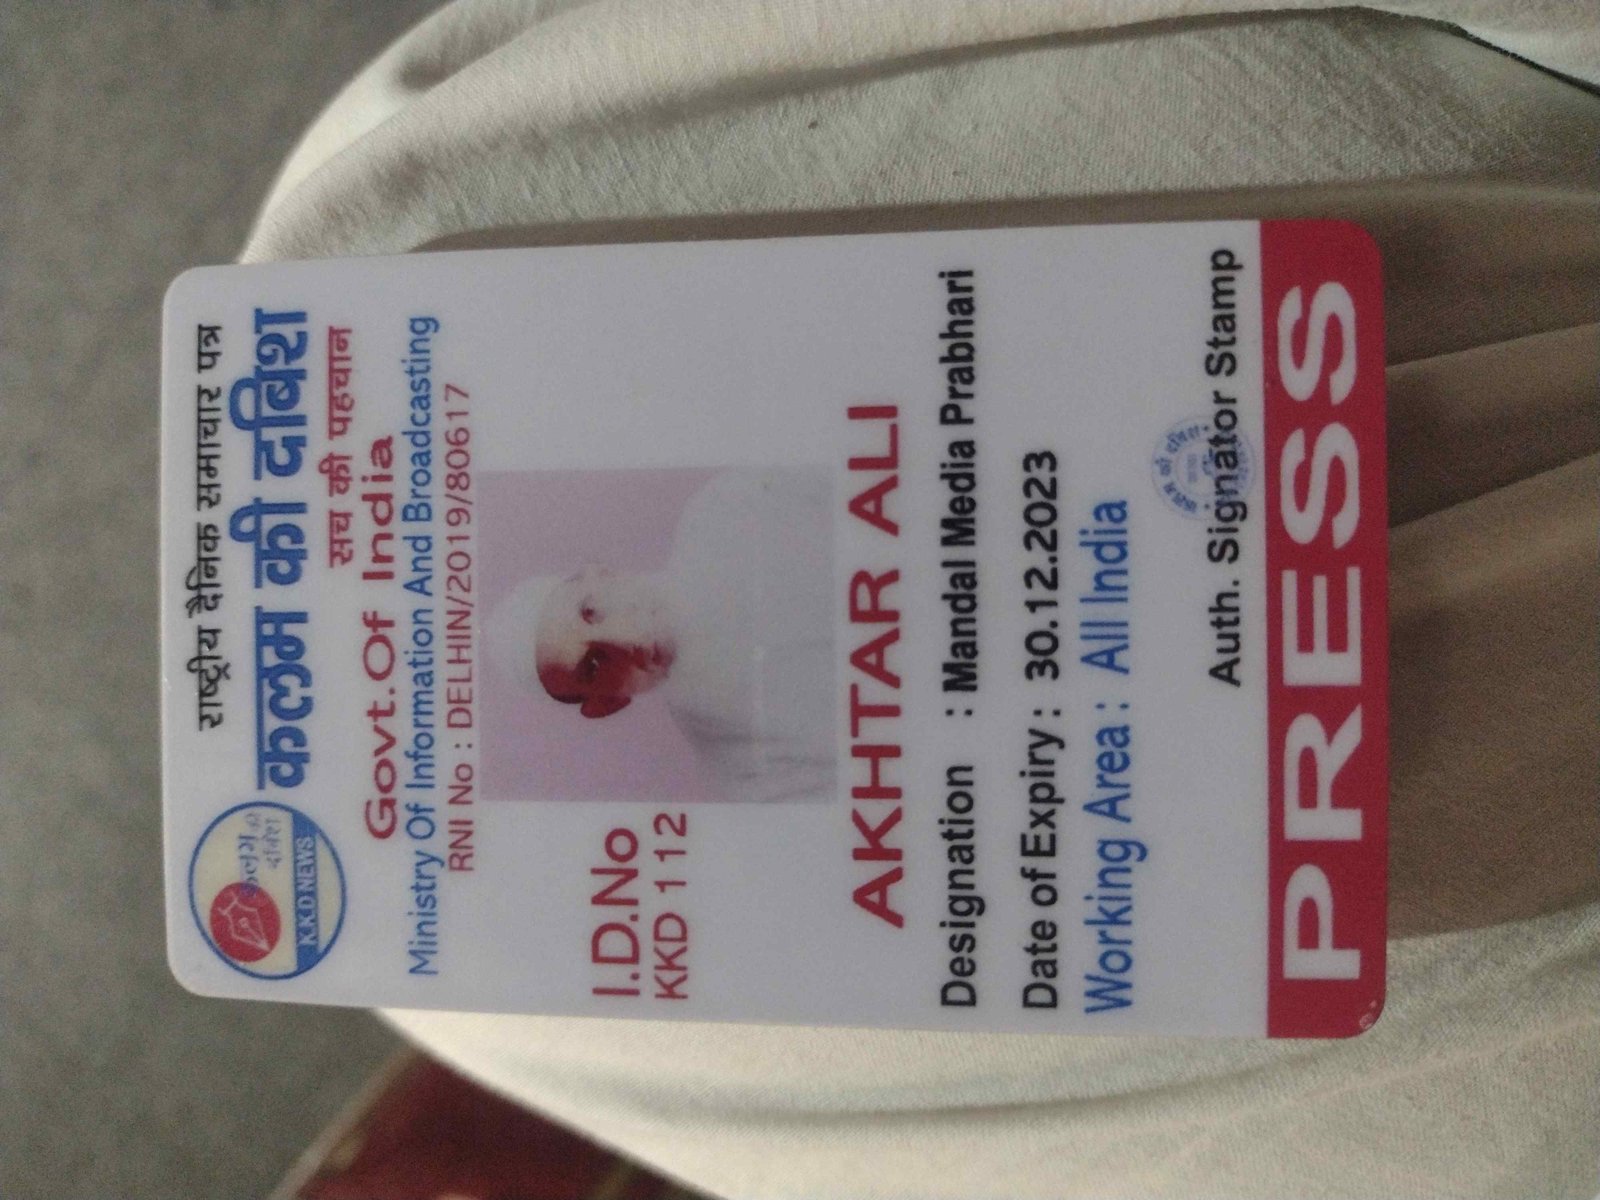 राष्ट्रीय दैनिक समाचार पत्र
कलम की दबिश
कलम की
दबिश
K.K.D NEWS
सच की पहचान
Govt.Of India
Ministry Of Information And Broadcasting
RNI No : DELHIN/2019/80617
I.D.No
KKD 112
AKHTAR ALI
Designation : Mandal Media Prabhari
Date of Expiry : 30.12.2023
Working Area : All India
Auth. Signator Stamp
PRESS